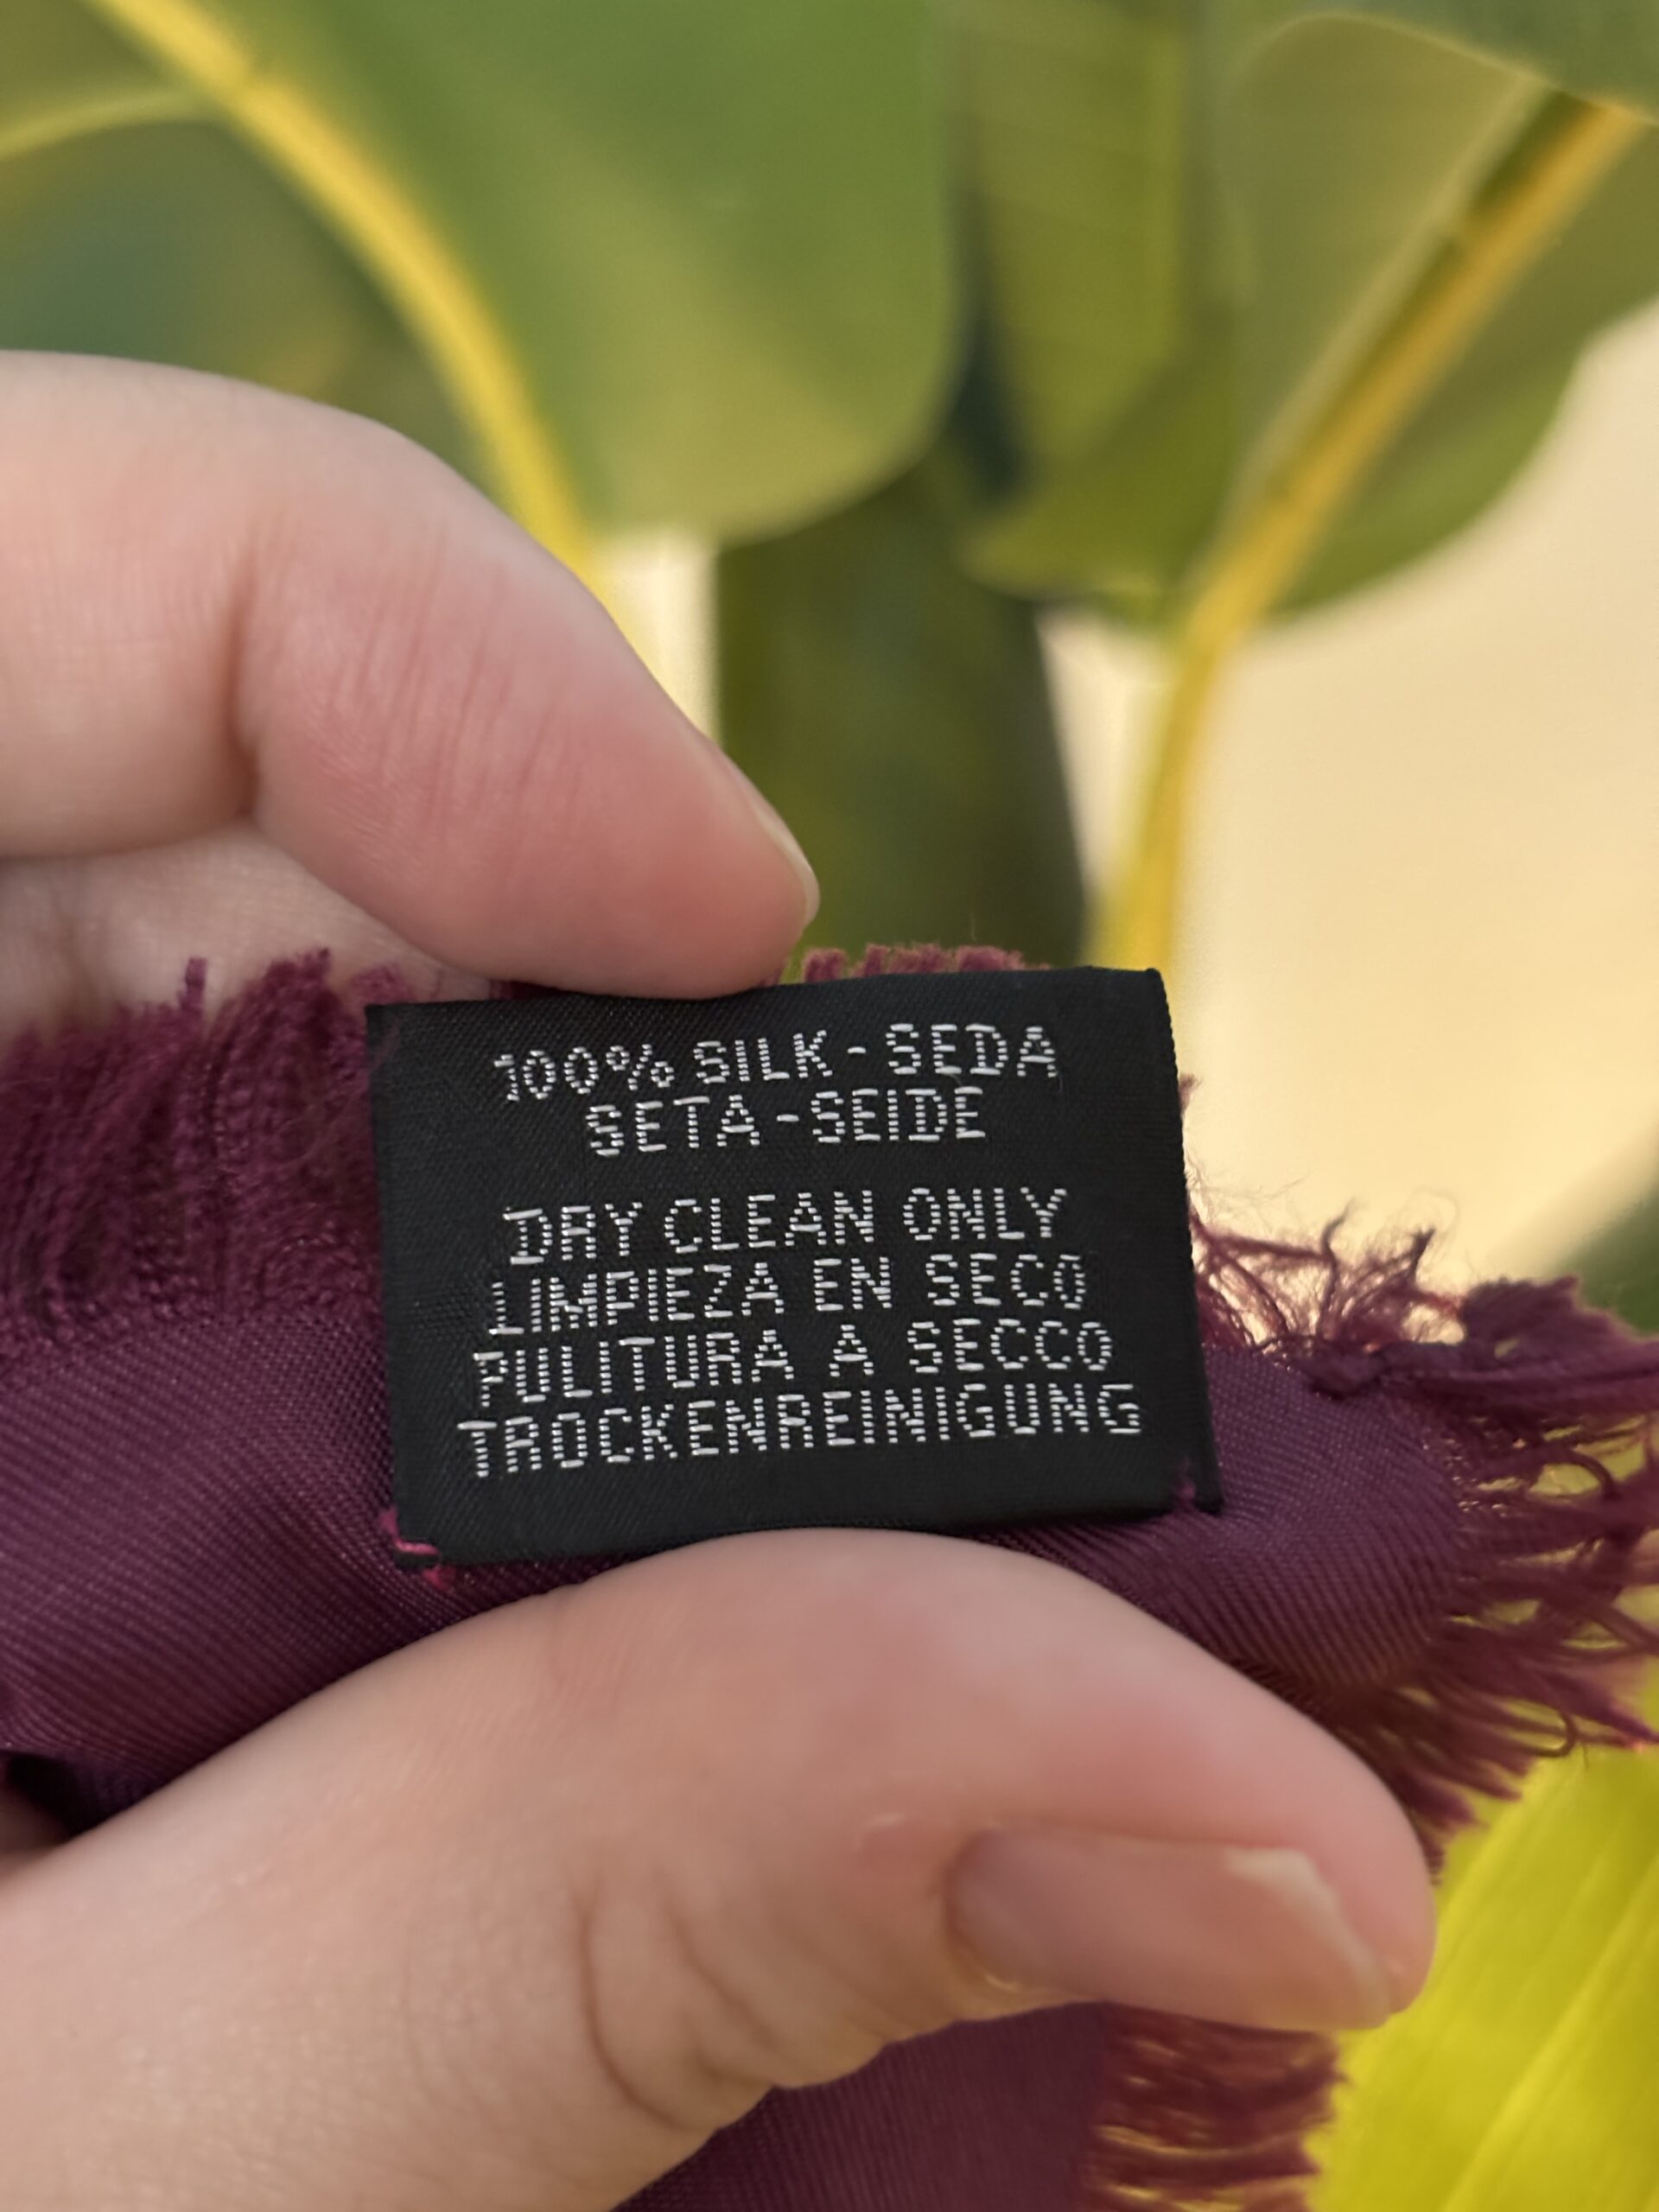 100% SILK - SEDA
SETA - SEIDE
DRY CLEAN ONLY
LIMPIEZA EN SECO
PULITURA A SECCO
TROCKENREINIGUNG